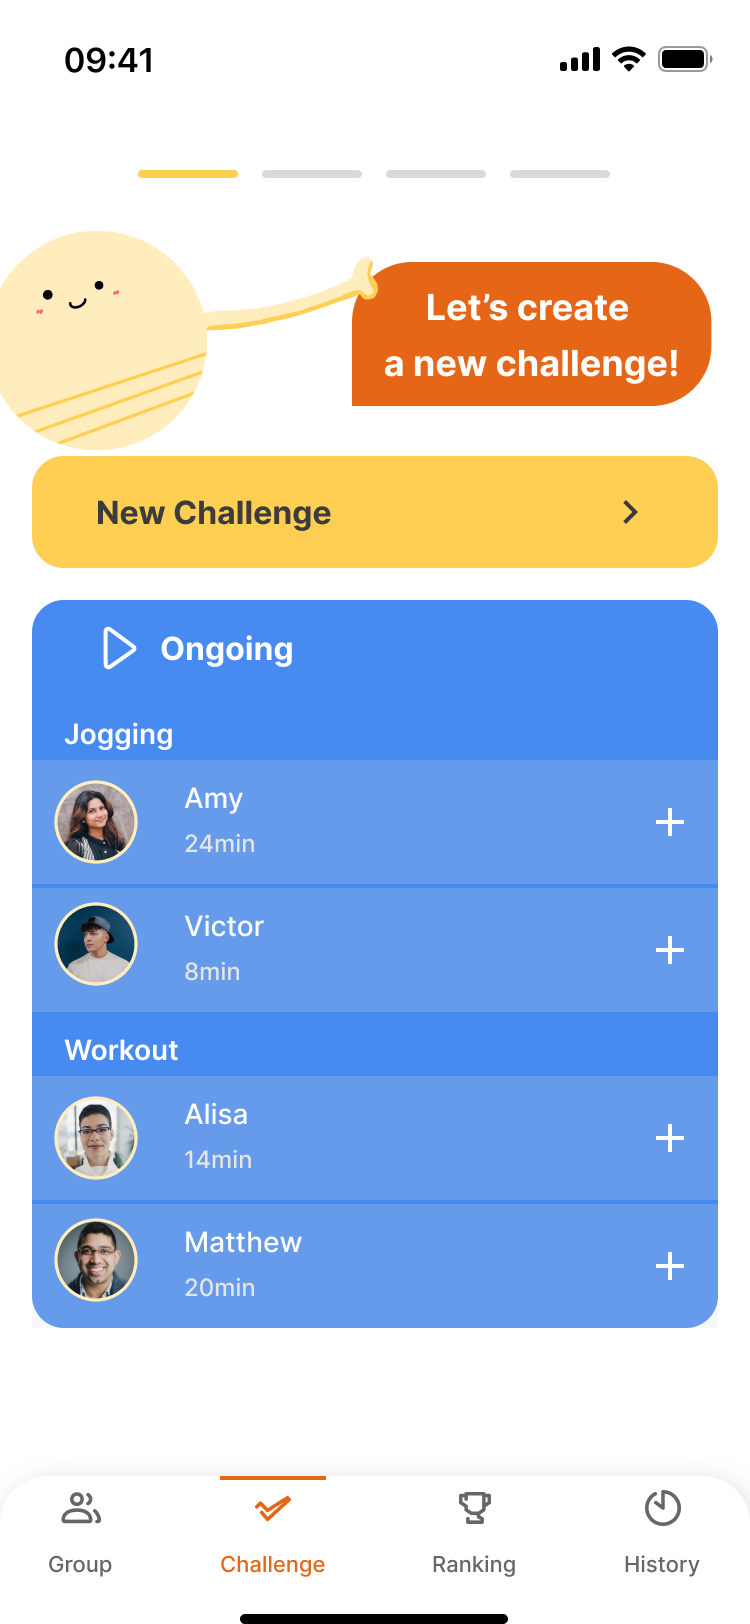 09:41
Let’s create
a new challenge!
New Challenge
Ongoing
Jogging
Amy
24min
Victor
8min
Workout
Alisa
14min
Matthew
20min
Group
Challenge
Ranking
History